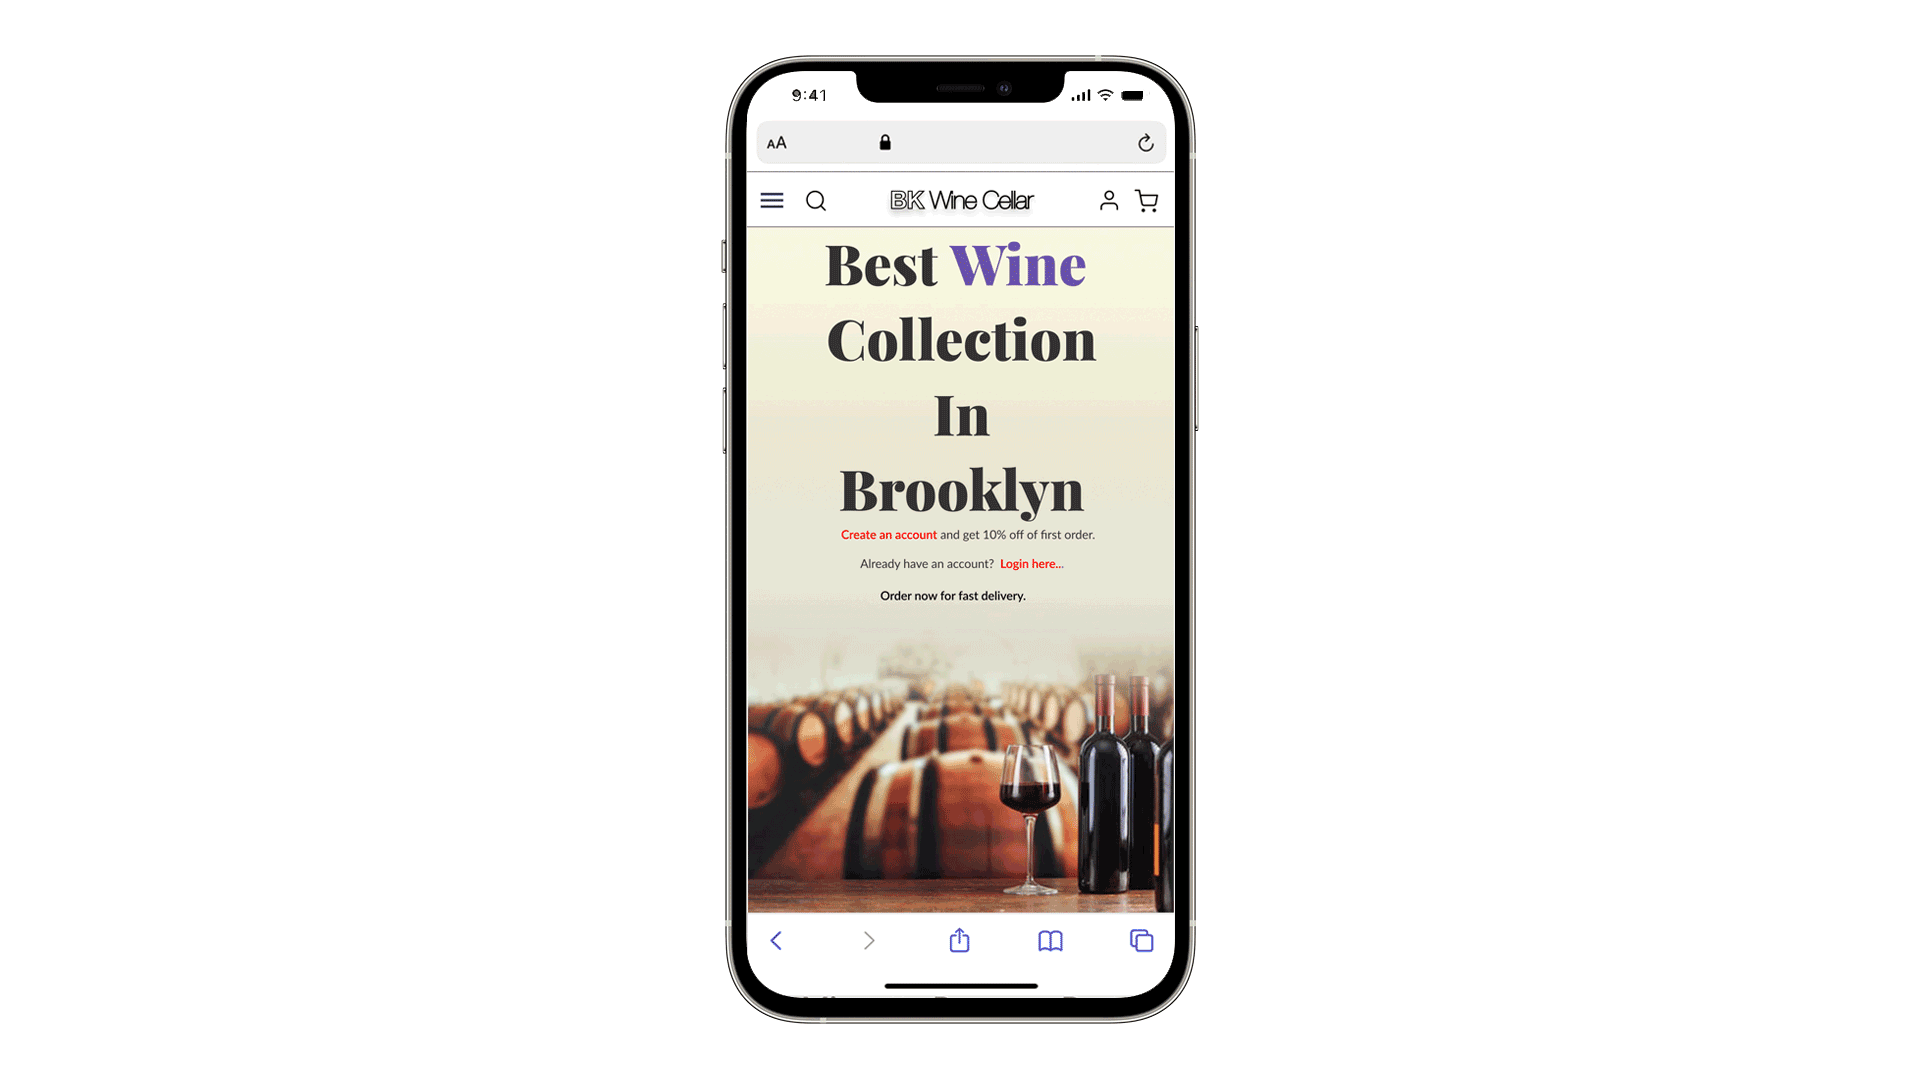 9:41
AA
BK Wine Cellar
Best Wine
Collection
In
Brooklyn
Create an account and get 10% off of first order.
Already have an account? Login here...
Order now for fast delivery.